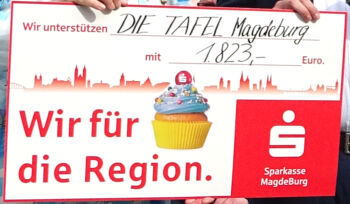 Wir unterstützen DIE TAFEL Magdeburg
mit 1.823,- Euro.
Wir für
die Region.
Sparkasse
MagdeBurg